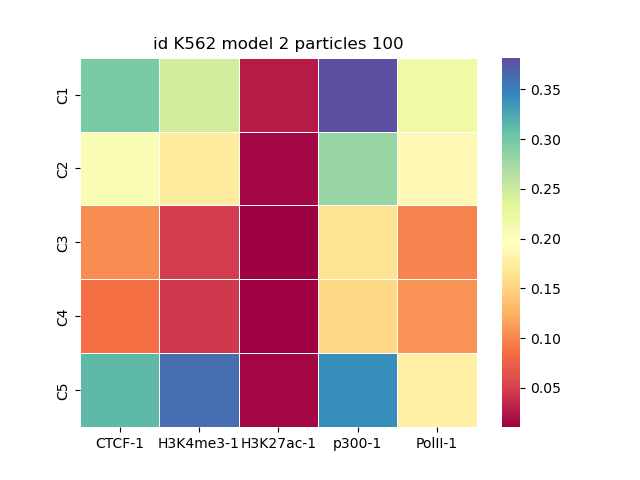 id K562 model 2 particles 100
C1
C2
C3
C4
C5
CTCF-1 H3K4me3-1 H3K27ac-1 p300-1 PolII-1
0.35
0.30
0.25
0.20
0.15
0.10
0.05